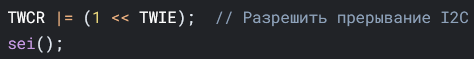 TWCR |= (1 << TWIE);  // Разрешить прерывание I2C
sei();